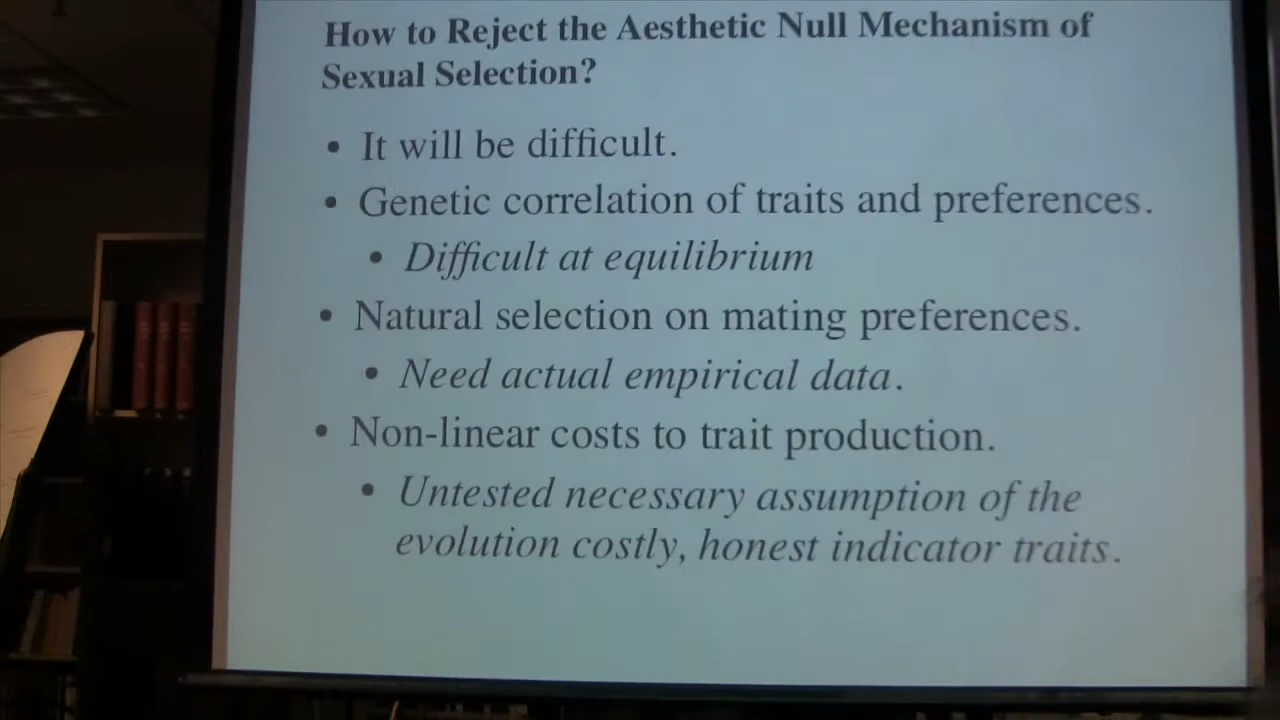 How to Reject the Aesthetic Null Mechanism of
Sexual Selection?
• It will be difficult.
• Genetic correlation of traits and preferences.
• Difficult at equilibrium
• Natural selection on mating preferences.
• Need actual empirical data.
• Non-linear costs to trait production.
• Untested necessary assumption of the
evolution costly, honest indicator traits.